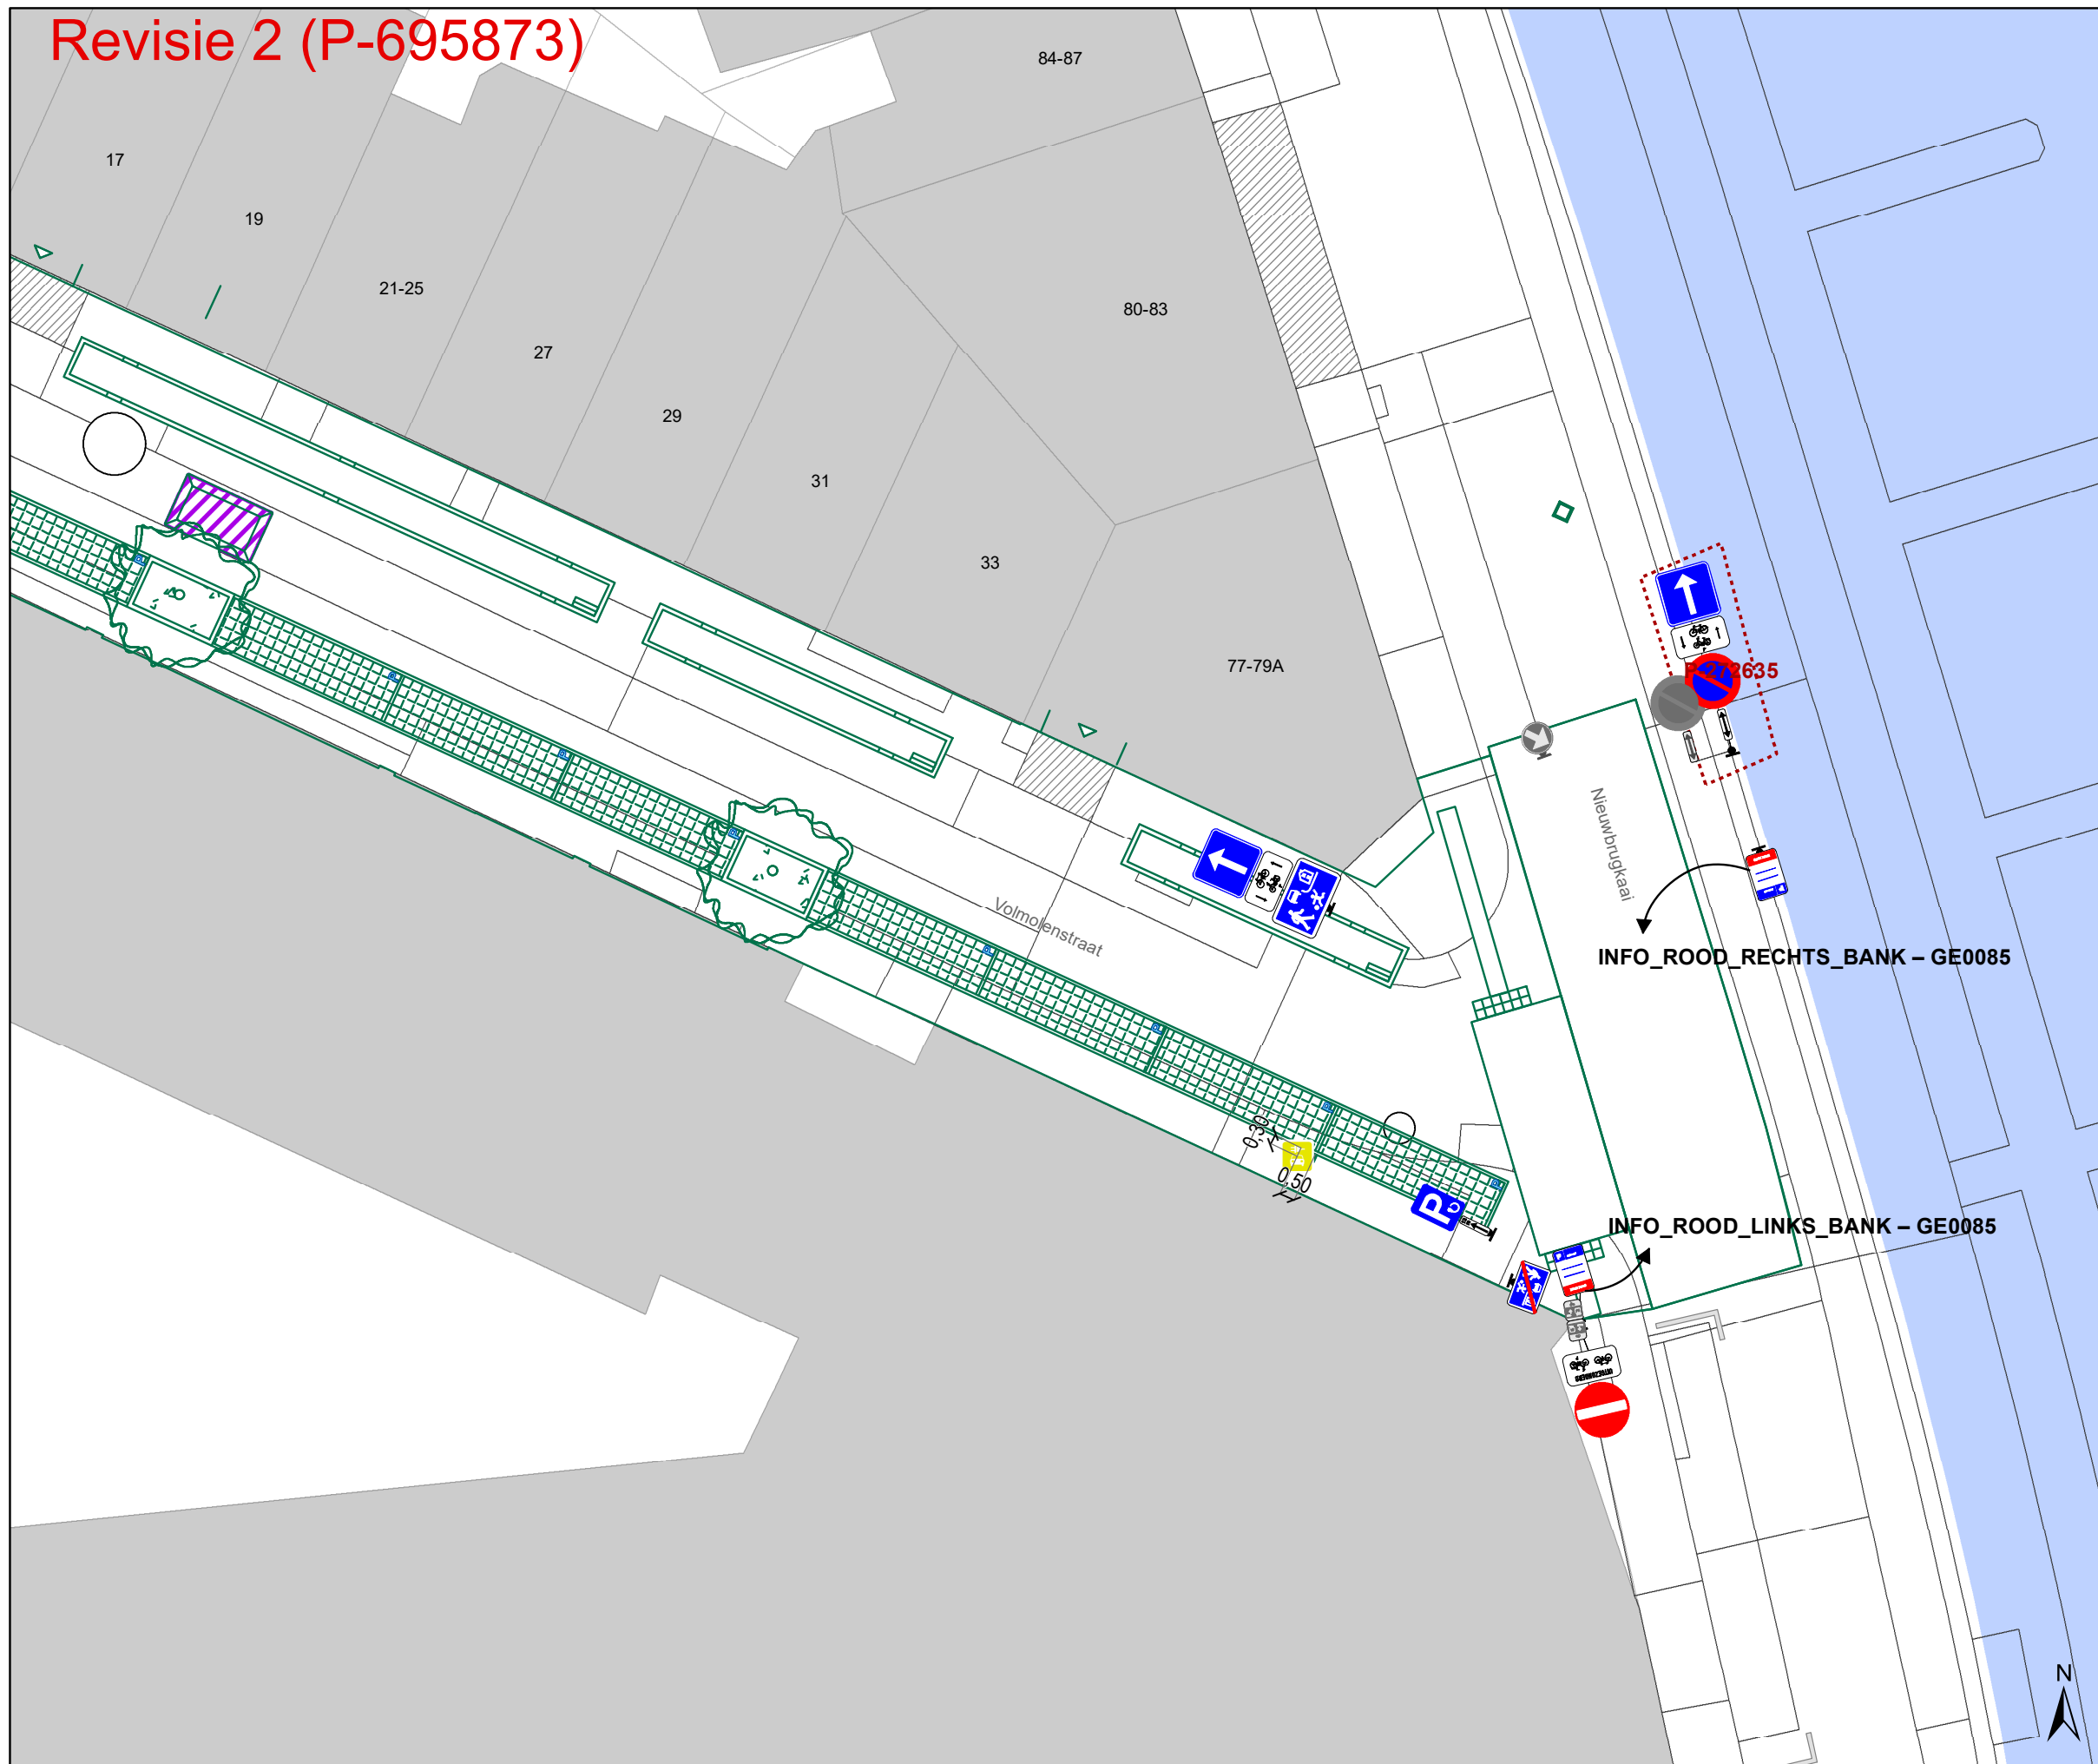 Revisie 2 (P-695873)
84-87
17
19
21-25
80-83
27
29
31
33
77-79A
Nieuwbrugkaai
Volmolenstraat
INFO_ROOD_RECHTS_BANK – GE0085
0,30
0,50
P
INFO_ROOD_LINKS_BANK – GE0085
UITGEZONDERD
N